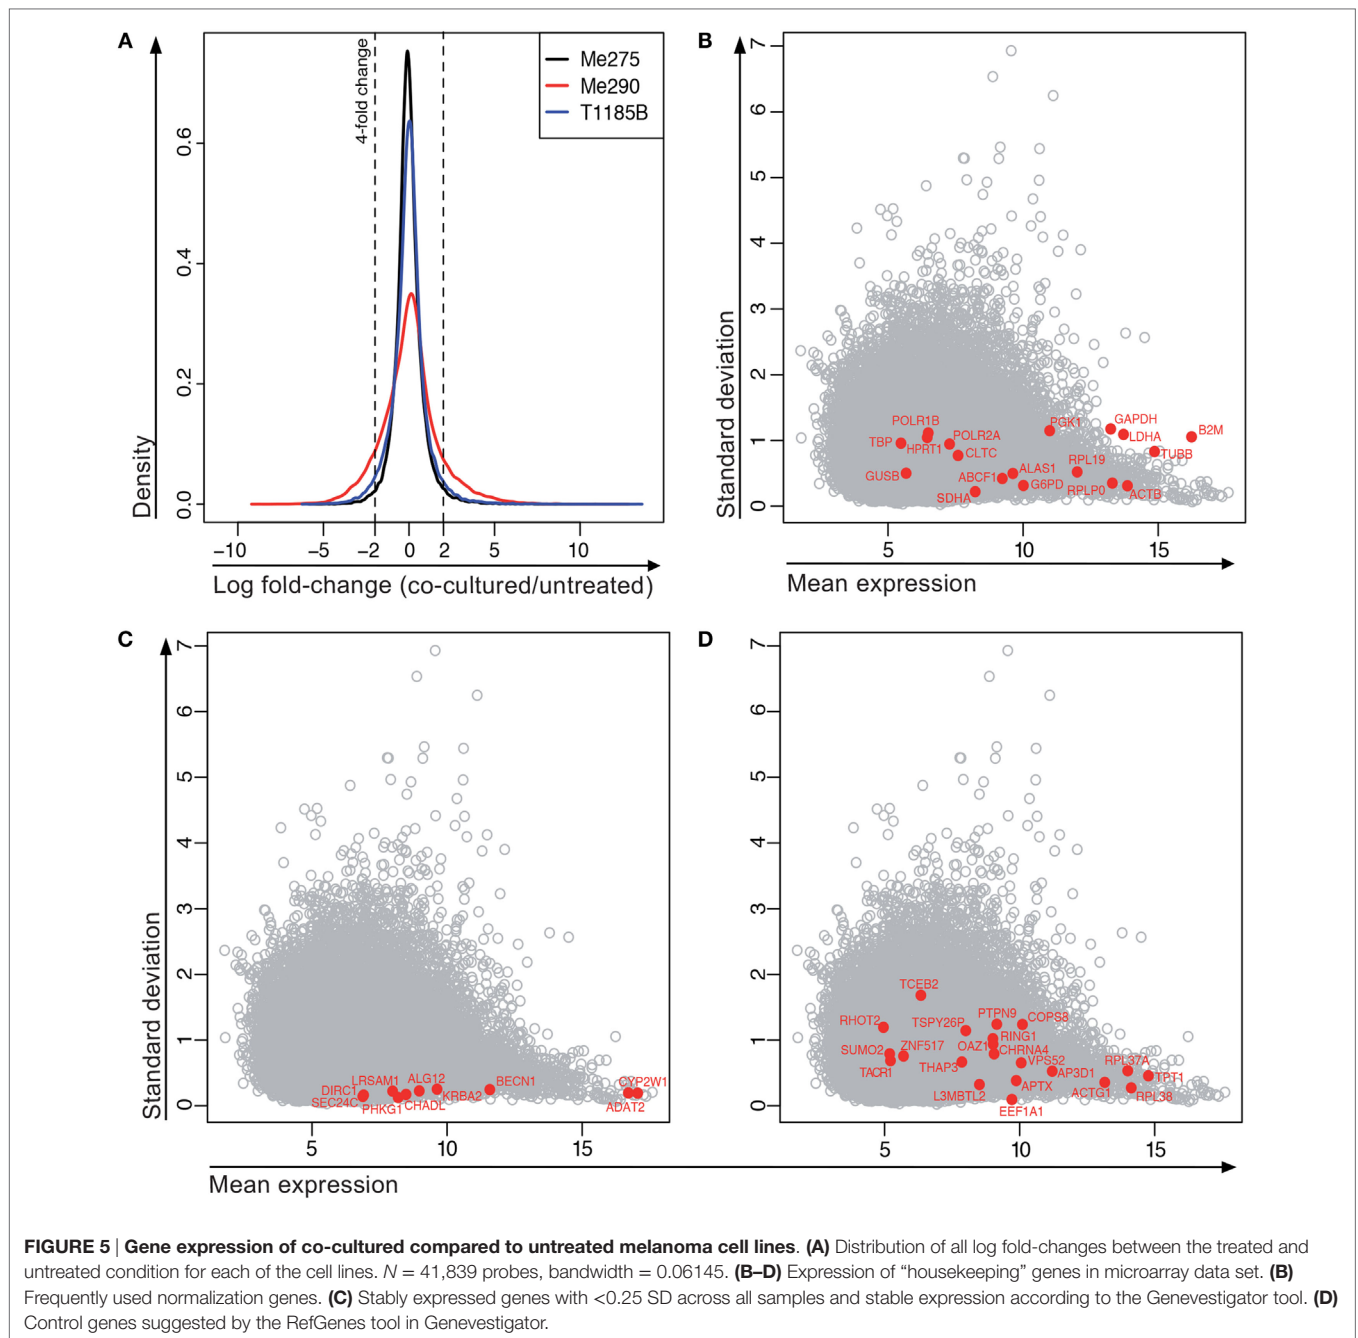 A
4-fold change
Me275
Me290
T1185B
0.6
0.4
0.2
0.0
Density
−10
−5
−2
0
2
5
10
Log fold-change (co-cultured/untreated)
B
7
6
5
4
3
2
1
0
Standard deviation
POLR1B
TBP
HPRT1
POLR2A
CLTC
GUSB
ABCF1
SDHA
ALAS1
G6PD
PGK1
RPL19
RPLP0
ACTB
GAPDH
LDHA
TUBB
B2M
5
10
15
Mean expression
C
7
6
5
4
3
2
1
0
Standard deviation
LRSAM1
ALG12
DIRC1
SEC24C
PHKG1
CHADL
KRBA2
BECN1
CYP2W1
ADAT2
5
10
15
Mean expression
D
7
6
5
4
3
2
1
0
TCEB2
RHOT2
TSPY26P
PTPN9
COPS8
RING1
SUMO2
ZNF517
OAZ1
CHRNA4
TACR1
THAP3
VPS52
AP3D1
RPL37A
TPT1
L3MBTL2
APTX
ACTG1
RPL38
EEF1A1
5
10
15
FIGURE 5 | Gene expression of co-cultured compared to untreated melanoma cell lines. (A) Distribution of all log fold-changes between the treated and
untreated condition for each of the cell lines. N = 41,839 probes, bandwidth = 0.06145. (B–D) Expression of “housekeeping” genes in microarray data set. (B)
Frequently used normalization genes. (C) Stably expressed genes with <0.25 SD across all samples and stable expression according to the Genevestigator tool. (D)
Control genes suggested by the RefGenes tool in Genevestigator.